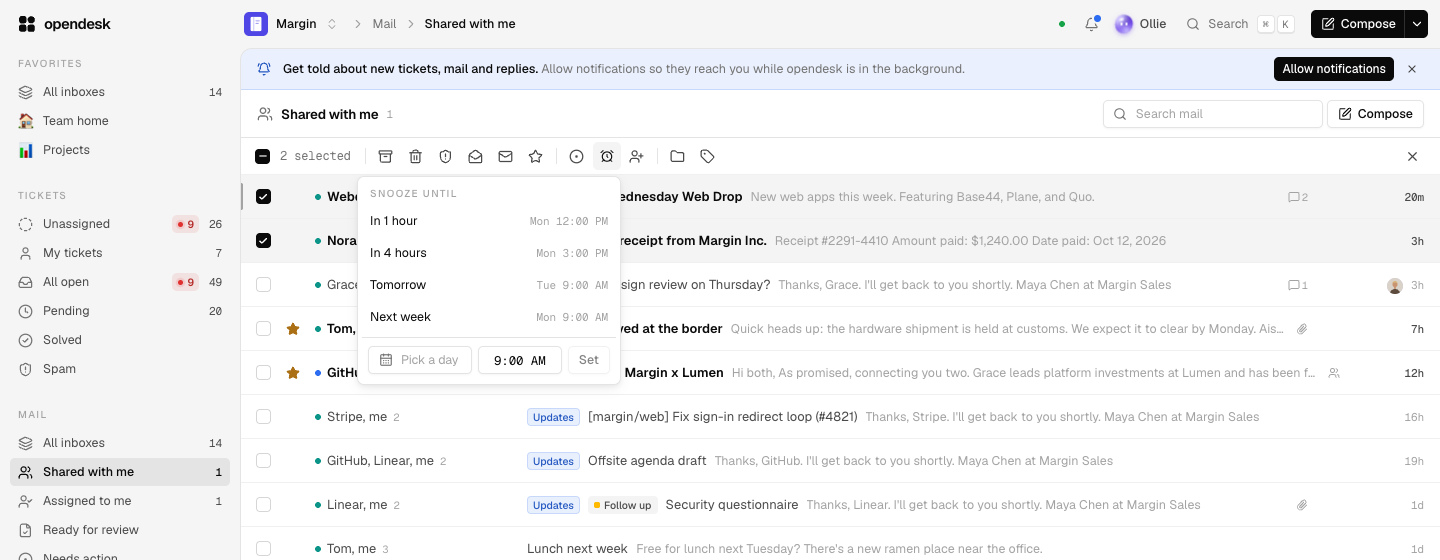 opendesk
Margin Mail Shared with me
Ollie Search ⌘ K Compose
FAVORITES
All inboxes 14
Team home
Projects
TICKETS
Unassigned 9 26
My tickets 7
All open 9 49
Pending 20
Solved
Spam
MAIL
All inboxes 14
Shared with me 1
Assigned to me 1
Ready for review
Needs action
Get told about new tickets, mail and replies. Allow notifications so they reach you while opendesk is in the background. Allow notifications
Shared with me 1 Search mail Compose
2 selected
ednesday Web Drop New web apps this week. Featuring Base44, Plane, and Quo. 2 20m
Nora receipt from Margin Inc. Receipt #2291-4410 Amount paid: $1,240.00 Date paid: Oct 12, 2026 3h
Grace sign review on Thursday? Thanks, Grace. I'll get back to you shortly. Maya Chen at Margin Sales 1 3h
Tom, ved at the border Quick heads up: the hardware shipment is held at customs. We expect it to clear by Monday. Ais… 7h
GitHu Margin x Lumen Hi both, As promised, connecting you two. Grace leads platform investments at Lumen and has been f… 12h
SNOOZE UNTIL
In 1 hour Mon 12:00 PM
In 4 hours Mon 3:00 PM
Tomorrow Tue 9:00 AM
Next week Mon 9:00 AM
Pick a day 9:00 AM Set
Stripe, me 2 Updates [margin/web] Fix sign-in redirect loop (#4821) Thanks, Stripe. I'll get back to you shortly. Maya Chen at Margin Sales 16h
GitHub, Linear, me 2 Updates Offsite agenda draft Thanks, GitHub. I'll get back to you shortly. Maya Chen at Margin Sales 19h
Linear, me 2 Updates Follow up Security questionnaire Thanks, Linear. I'll get back to you shortly. Maya Chen at Margin Sales 1d
Tom, me 3 Lunch next week Free for lunch next Tuesday? There's a new ramen place near the office. 1d